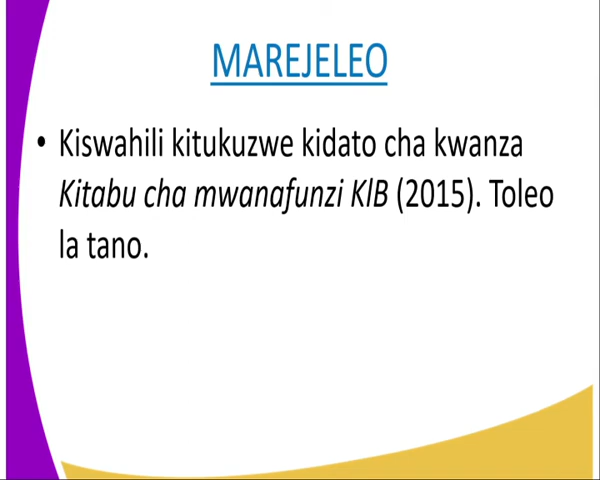 MAREJELEO
• Kiswahili kitukuzwe kidato cha kwanza
Kitabu cha mwanafunzi KlB (2015). Toleo
la tano.